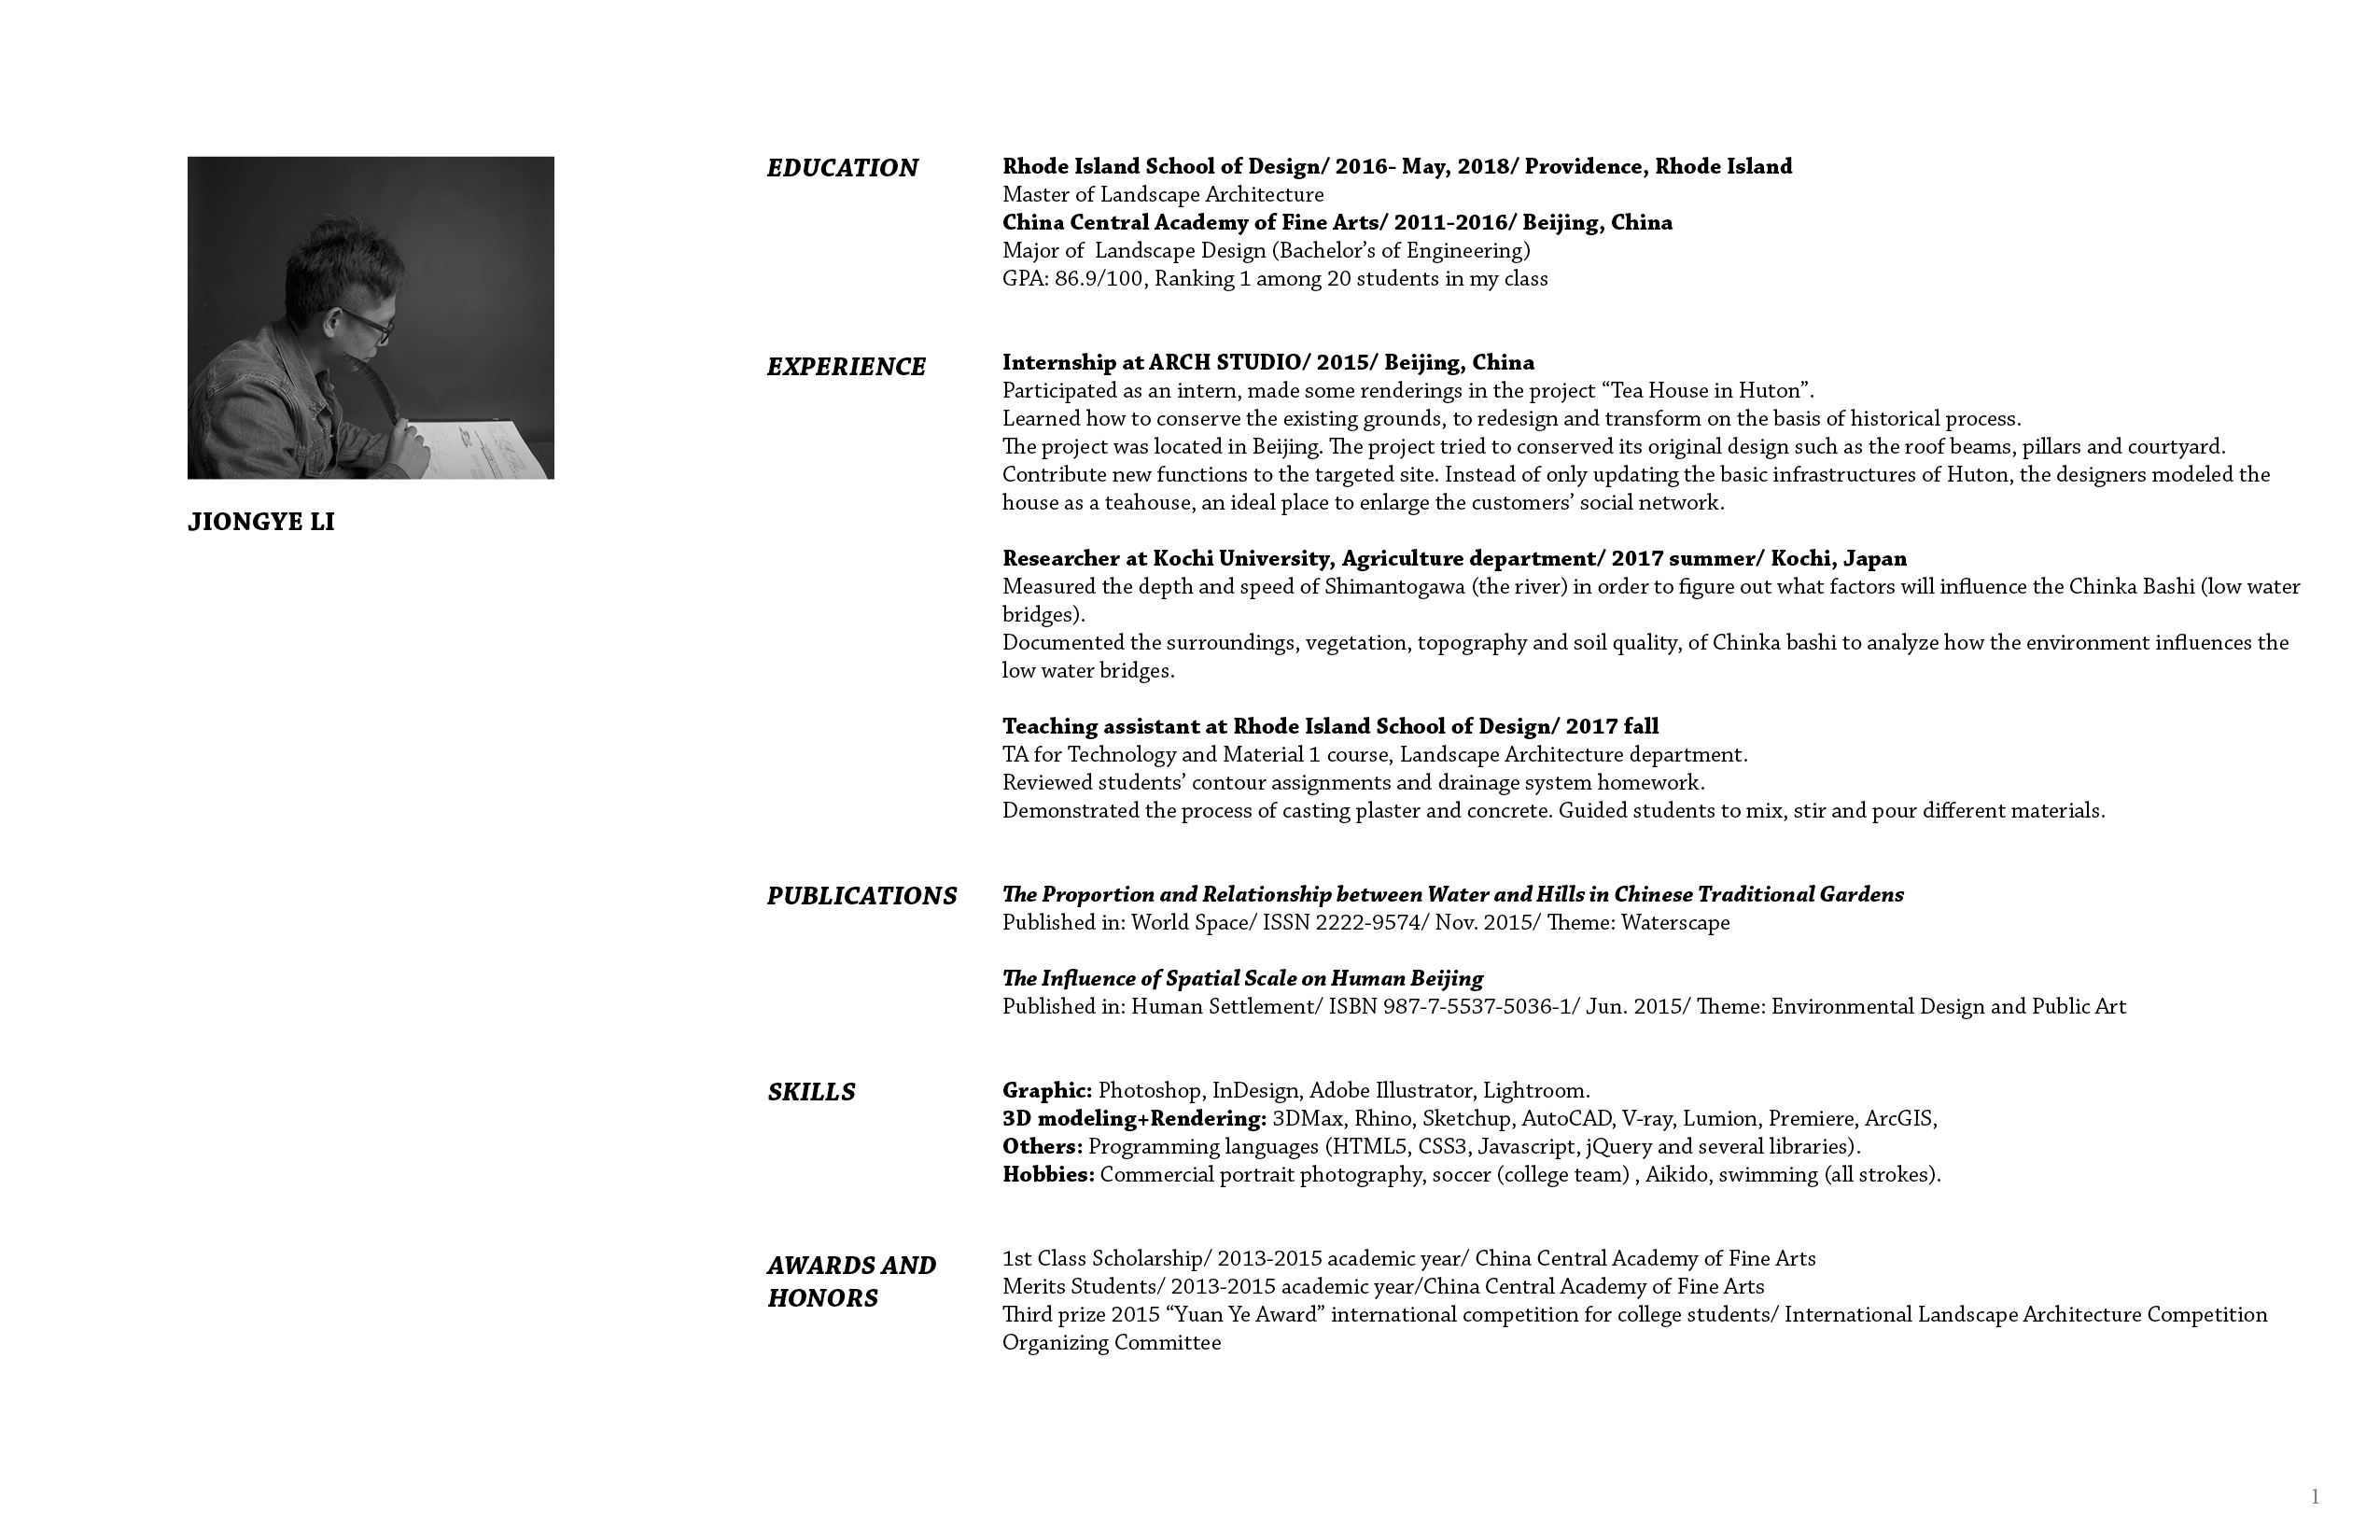 JIONGYE LI
EDUCATION
Rhode Island School of Design/ 2016- May, 2018/ Providence, Rhode Island
Master of Landscape Architecture
China Central Academy of Fine Arts/ 2011-2016/ Beijing, China
Major of  Landscape Design (Bachelor’s of Engineering)
GPA: 86.9/100, Ranking 1 among 20 students in my class
EXPERIENCE
Internship at ARCH STUDIO/ 2015/ Beijing, China
Participated as an intern, made some renderings in the project “Tea House in Huton”.
Learned how to conserve the existing grounds, to redesign and transform on the basis of historical process.
The project was located in Beijing. The project tried to conserved its original design such as the roof beams, pillars and courtyard.
Contribute new functions to the targeted site. Instead of only updating the basic infrastructures of Huton, the designers modeled the
house as a teahouse, an ideal place to enlarge the customers’ social network.
Researcher at Kochi University, Agriculture department/ 2017 summer/ Kochi, Japan
Measured the depth and speed of Shimantogawa (the river) in order to figure out what factors will influence the Chinka Bashi (low water
bridges).
Documented the surroundings, vegetation, topography and soil quality, of Chinka bashi to analyze how the environment influences the
low water bridges.
Teaching assistant at Rhode Island School of Design/ 2017 fall
TA for Technology and Material 1 course, Landscape Architecture department.
Reviewed students’ contour assignments and drainage system homework.
Demonstrated the process of casting plaster and concrete. Guided students to mix, stir and pour different materials.
PUBLICATIONS
The Proportion and Relationship between Water and Hills in Chinese Traditional Gardens
Published in: World Space/ ISSN 2222-9574/ Nov. 2015/ Theme: Waterscape
The Influence of Spatial Scale on Human Beijing
Published in: Human Settlement/ ISBN 987-7-5537-5036-1/ Jun. 2015/ Theme: Environmental Design and Public Art
SKILLS
Graphic: Photoshop, InDesign, Adobe Illustrator, Lightroom.
3D modeling+Rendering: 3DMax, Rhino, Sketchup, AutoCAD, V-ray, Lumion, Premiere, ArcGIS,
Others: Programming languages (HTML5, CSS3, Javascript, jQuery and several libraries).
Hobbies: Commercial portrait photography, soccer (college team) , Aikido, swimming (all strokes).
AWARDS AND
HONORS
1st Class Scholarship/ 2013-2015 academic year/ China Central Academy of Fine Arts
Merits Students/ 2013-2015 academic year/China Central Academy of Fine Arts
Third prize 2015 “Yuan Ye Award” international competition for college students/ International Landscape Architecture Competition
Organizing Committee
1